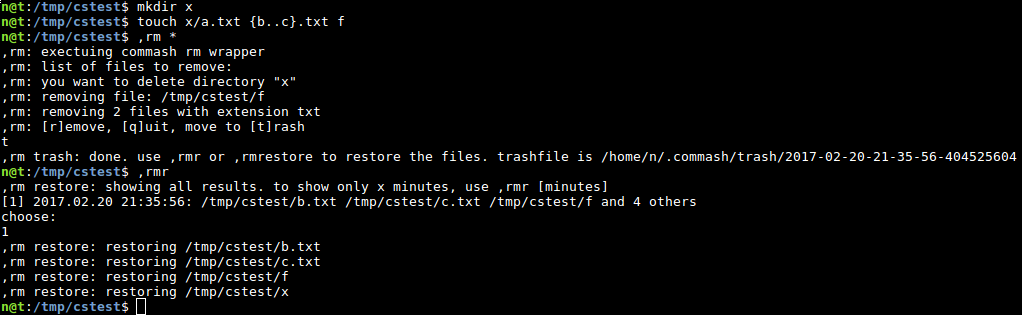 n@t:/tmp/cstest$ mkdir x
n@t:/tmp/cstest$ touch x/a.txt {b..c}.txt f
n@t:/tmp/cstest$ ,rm *
,rm: exectuing commash rm wrapper
,rm: list of files to remove:
,rm: you want to delete directory "x"
,rm: removing file: /tmp/cstest/f
,rm: removing 2 files with extension txt
,rm: [r]emove, [q]uit, move to [t]rash
t
,rm trash: done. use ,rmr or ,rmrestore to restore the files. trashfile is /home/n/.commash/trash/2017-02-20-21-35-56-404525604
n@t:/tmp/cstest$ ,rmr
,rm restore: showing all results. to show only x minutes, use ,rmr [minutes]
[1] 2017.02.20 21:35:56: /tmp/cstest/b.txt /tmp/cstest/c.txt /tmp/cstest/f and 4 others
choose:
1
,rm restore: restoring /tmp/cstest/b.txt
,rm restore: restoring /tmp/cstest/c.txt
,rm restore: restoring /tmp/cstest/f
,rm restore: restoring /tmp/cstest/x
n@t:/tmp/cstest$